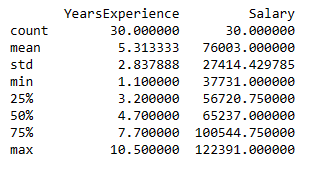 YearsExperience Salary
count 30.000000 30.000000
mean 5.313333 76003.000000
std 2.837888 27414.429785
min 1.100000 37731.000000
25% 3.200000 56720.750000
50% 4.700000 65237.000000
75% 7.700000 100544.750000
max 10.500000 122391.000000